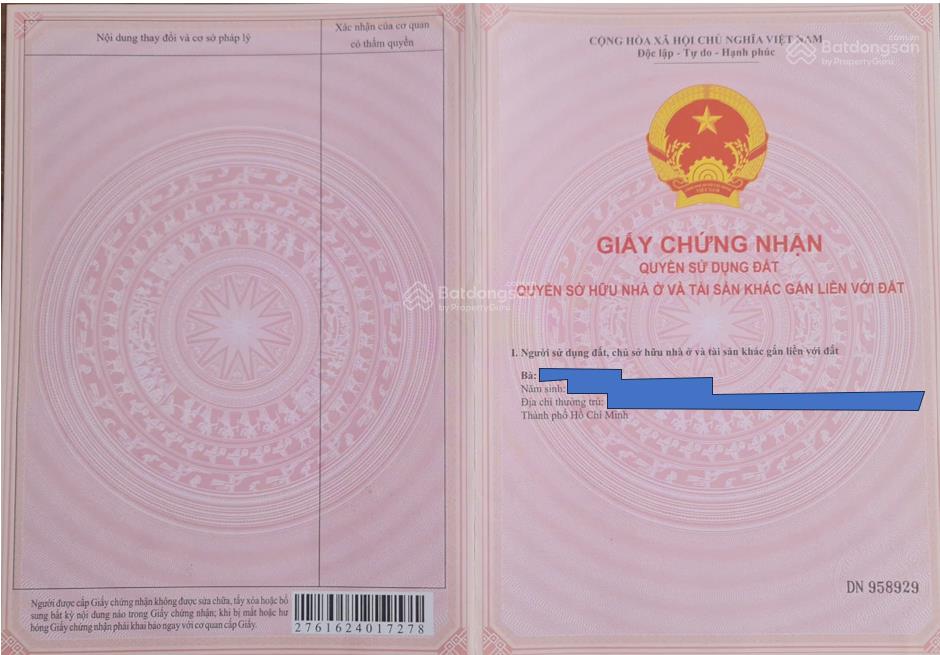 Nội dung thay đổi và cơ sở pháp lý
Xác nhận của cơ quan
có thẩm quyền
Người được cấp Giấy chứng nhận không được sửa chữa, tẩy xóa hoặc bổ
sung bất kỳ nội dung nào trong Giấy chứng nhận; khi bị mất hoặc hư
hỏng Giấy chứng nhận phải khai báo ngay với cơ quan cấp Giấy.
2761624017278
CỘNG HÒA XÃ HỘI CHỦ NGHĨA VIỆT NAM
Độc lập - Tự do - Hạnh phúc
Batdongsan.com.vn
by PropertyGuru
VIỆT NAM
GIẤY CHỨNG NHẬN
QUYỀN SỬ DỤNG ĐẤT
QUYỀN SỞ HỮU NHÀ Ở VÀ TÀI SẢN KHÁC GẮN LIỀN VỚI ĐẤT
Batdongsan
by PropertyGuru
I. Người sử dụng đất, chủ sở hữu nhà ở và tài sản khác gắn liền với đất
Bà:
Năm sinh:
Địa chỉ thường trú:
Thành phố Hồ Chí Minh
DN 958929